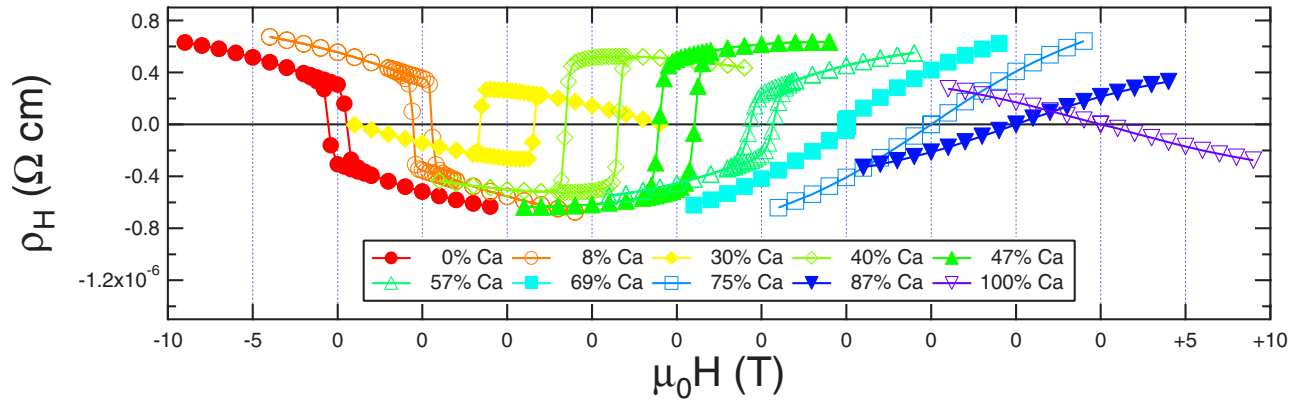 0.8
0.4
0.0
-0.4
-0.8
-1.2x10⁻⁶
ρH (Ω cm)
0% Ca 8% Ca 30% Ca 40% Ca 47% Ca
57% Ca 69% Ca 75% Ca 87% Ca 100% Ca
-10 -5 0 0 0 0 0 0 0 0 0 0 +5 +10
μ₀H (T)